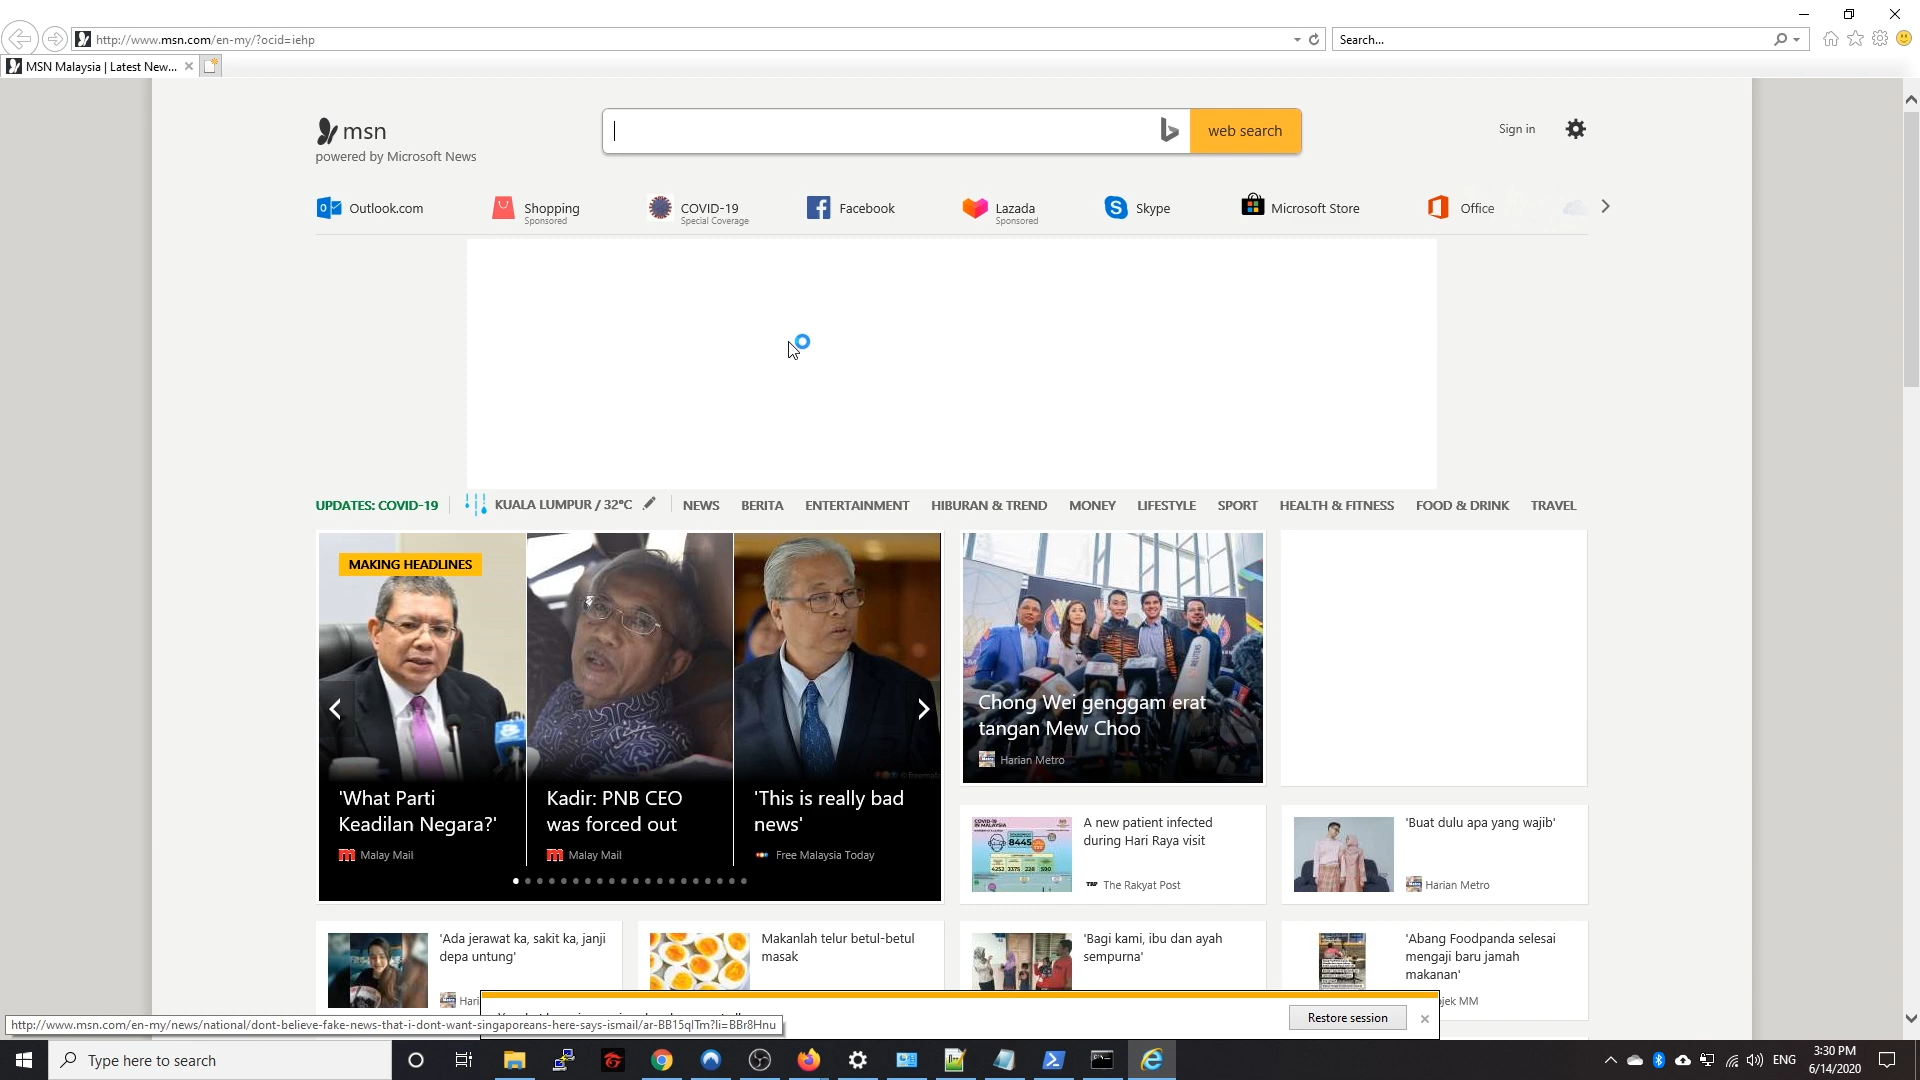 http://www.msn.com/en-my/?ocid=iehp
Search...
MSN Malaysia | Latest New...
msn
powered by Microsoft News
web search
Sign in
Outlook.com
Shopping
Sponsored
COVID-19
Special Coverage
Facebook
Lazada
Sponsored
Skype
Microsoft Store
Office
UPDATES: COVID-19
KUALA LUMPUR / 32°C
NEWS
BERITA
ENTERTAINMENT
HIBURAN & TREND
MONEY
LIFESTYLE
SPORT
HEALTH & FITNESS
FOOD & DRINK
TRAVEL
MAKING HEADLINES
'What Parti
Keadilan Negara?'
Malay Mail
Kadir: PNB CEO
was forced out
Malay Mail
'This is really bad
news'
Free Malaysia Today
REUTERS
Chong Wei genggam erat
tangan Mew Choo
Harian Metro
COVID-19
8445
A new patient infected
during Hari Raya visit
The Rakyat Post
'Buat dulu apa yang wajib'
Harian Metro
'Ada jerawat ka, sakit ka, janji
depa untung'
Hari
Makanlah telur betul-betul
masak
'Bagi kami, ibu dan ayah
sempurna'
'Abang Foodpanda selesai
mengaji baru jamah
makanan'
jek MM
Restore session
http://www.msn.com/en-my/news/national/dont-believe-fake-news-that-i-dont-want-singaporeans-here-says-ismail/ar-BB15qITm?li=BBr8Hnu
Type here to search
ENG
3:30 PM
6/14/2020